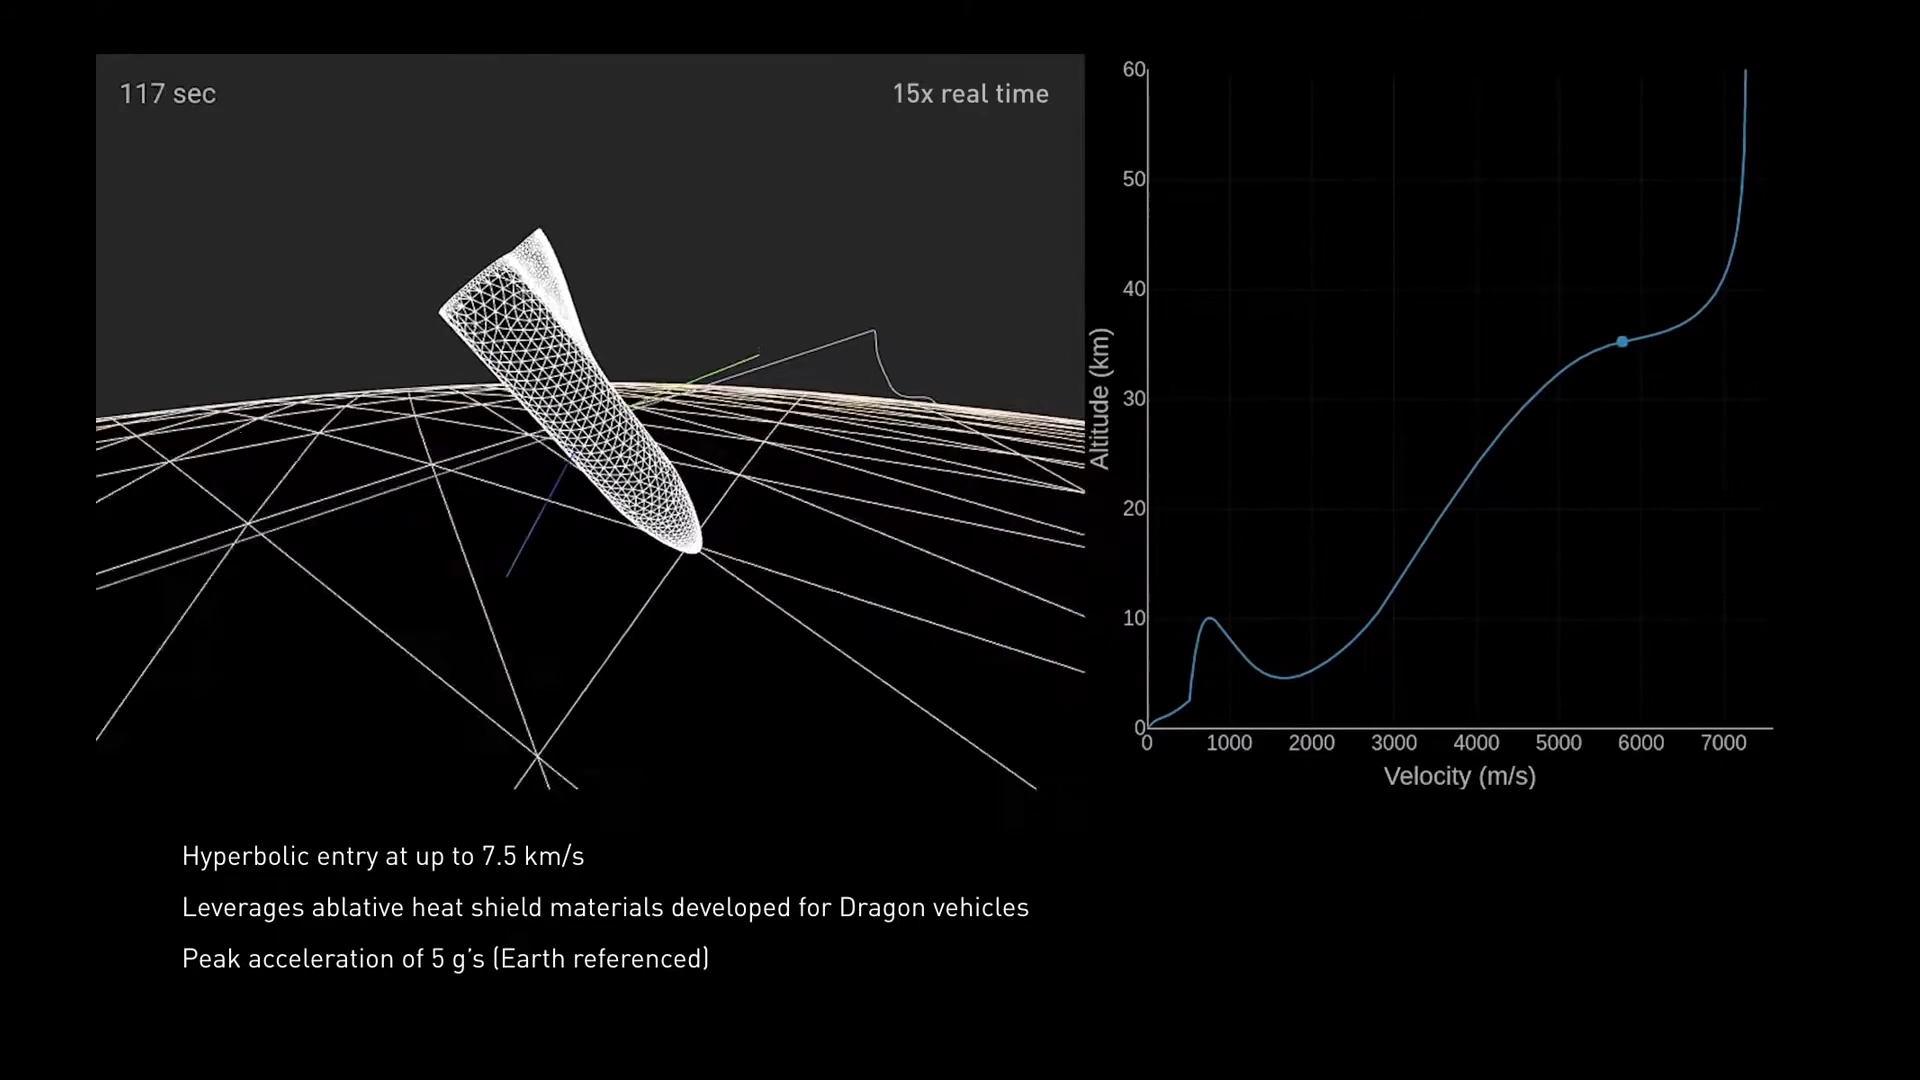 117 sec
15x real time
60
50
40
30
20
10
0
Altitude (km)
0 1000 2000 3000 4000 5000 6000 7000
Velocity (m/s)
Hyperbolic entry at up to 7.5 km/s
Leverages ablative heat shield materials developed for Dragon vehicles
Peak acceleration of 5 g’s (Earth referenced)